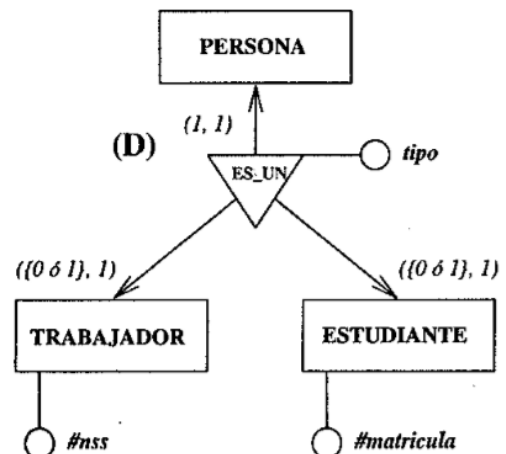 PERSONA
(1, 1)
(D)
tipo
ES_UN
({0 ó 1}, 1)
({0 ó 1}, 1)
TRABAJADOR
ESTUDIANTE
#nss
#matricula